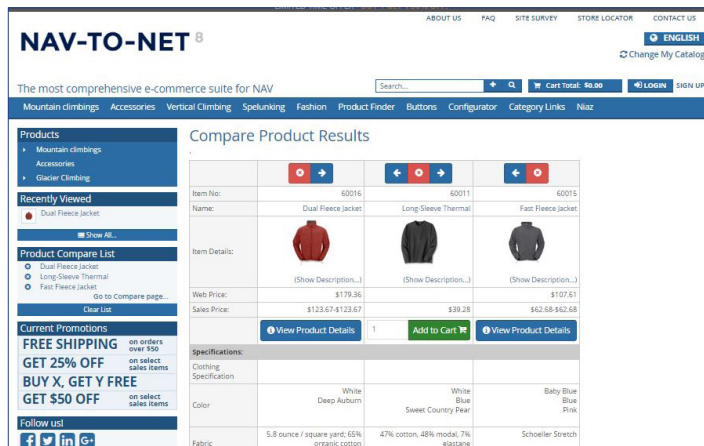 ABOUT US FAQ SITE SURVEY STORE LOCATOR CONTACT US
NAV-TO-NET 8
ENGLISH
Change My Catalog
The most comprehensive e-commerce suite for NAV
Search...
Cart Total: $0.00
LOGIN
SIGN UP
Mountain climbings Accessories Vertical Climbing Spelunking Fashion Product Finder Buttons Configurator Category Links Niaz
Products
Mountain climbings
Accessories
Glacier Climbing
Recently Viewed
Dual Fleece Jacket
Show All...
Product Compare List
Dual Fleece Jacket
Long-Sleeve Thermal
Fast Fleece Jacket
Go to Compare page...
Clear List
Current Promotions
FREE SHIPPING on orders over $50
GET 25% OFF on select sales items
BUY X, GET Y FREE
GET $50 OFF on select sales items
Follow us!
Compare Product Results
Item No: 60016 60011 60015
Name: Dual Fleece Jacket Long-Sleeve Thermal Fast Fleece Jacket
Item Details:
(Show Description...) (Show Description...) (Show Description...)
Web Price: $179.36 $107.61
Sales Price: $123.67-$123.67 $39.28 $62.68-$62.68
View Product Details 1 Add to Cart View Product Details
Specifications:
Clothing
Specification
White White Baby Blue
Color Deep Auburn Blue Blue
Sweet Country Pear Pink
5.8 ounce / square yard; 65% 47% cotton, 48% modal, 7% Schoeller Stretch
Fabric organic cotton elastane